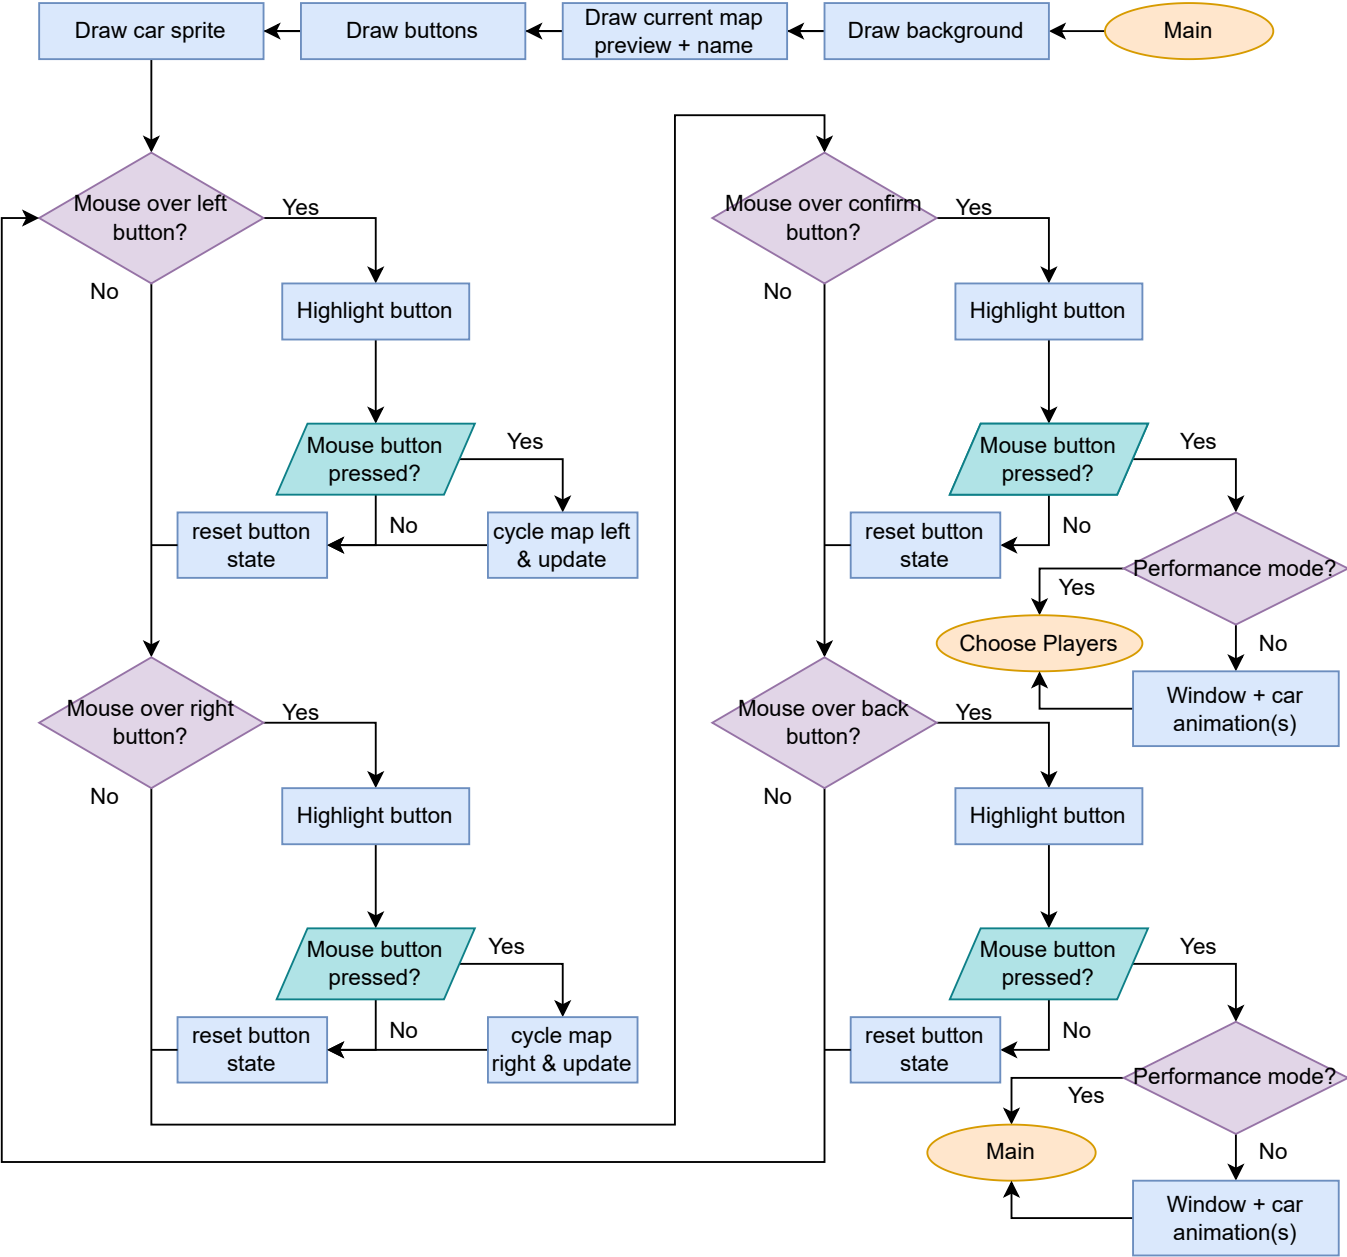 Draw car sprite
Draw buttons
Draw current map
preview + name
Draw background
Main
Mouse over left
button?
Yes
No
Highlight button
Mouse button
pressed?
Yes
No
reset button
state
cycle map left
& update
Mouse over right
button?
Yes
No
Highlight button
Mouse button
pressed?
Yes
No
reset button
state
cycle map
right & update
Mouse over confirm
button?
Yes
No
Highlight button
Mouse button
pressed?
Yes
No
reset button
state
Performance mode?
Yes
No
Choose Players
Window + car
animation(s)
Mouse over back
button?
Yes
No
Highlight button
Mouse button
pressed?
Yes
No
reset button
state
Performance mode?
Yes
No
Main
Window + car
animation(s)